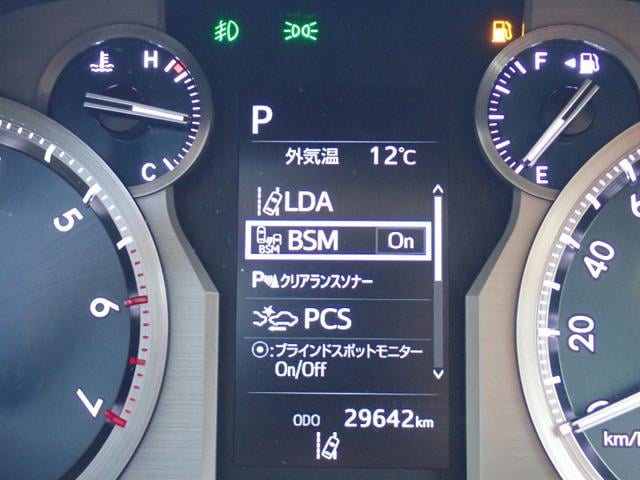 H
C
F
E
P
外気温 12℃
LDA
BSM BSM On
Pクリアランスソナー
PCS
◉:ブラインドスポットモニター
On/Off
ODO 29642km
5
6
7
40
20
0
km/h